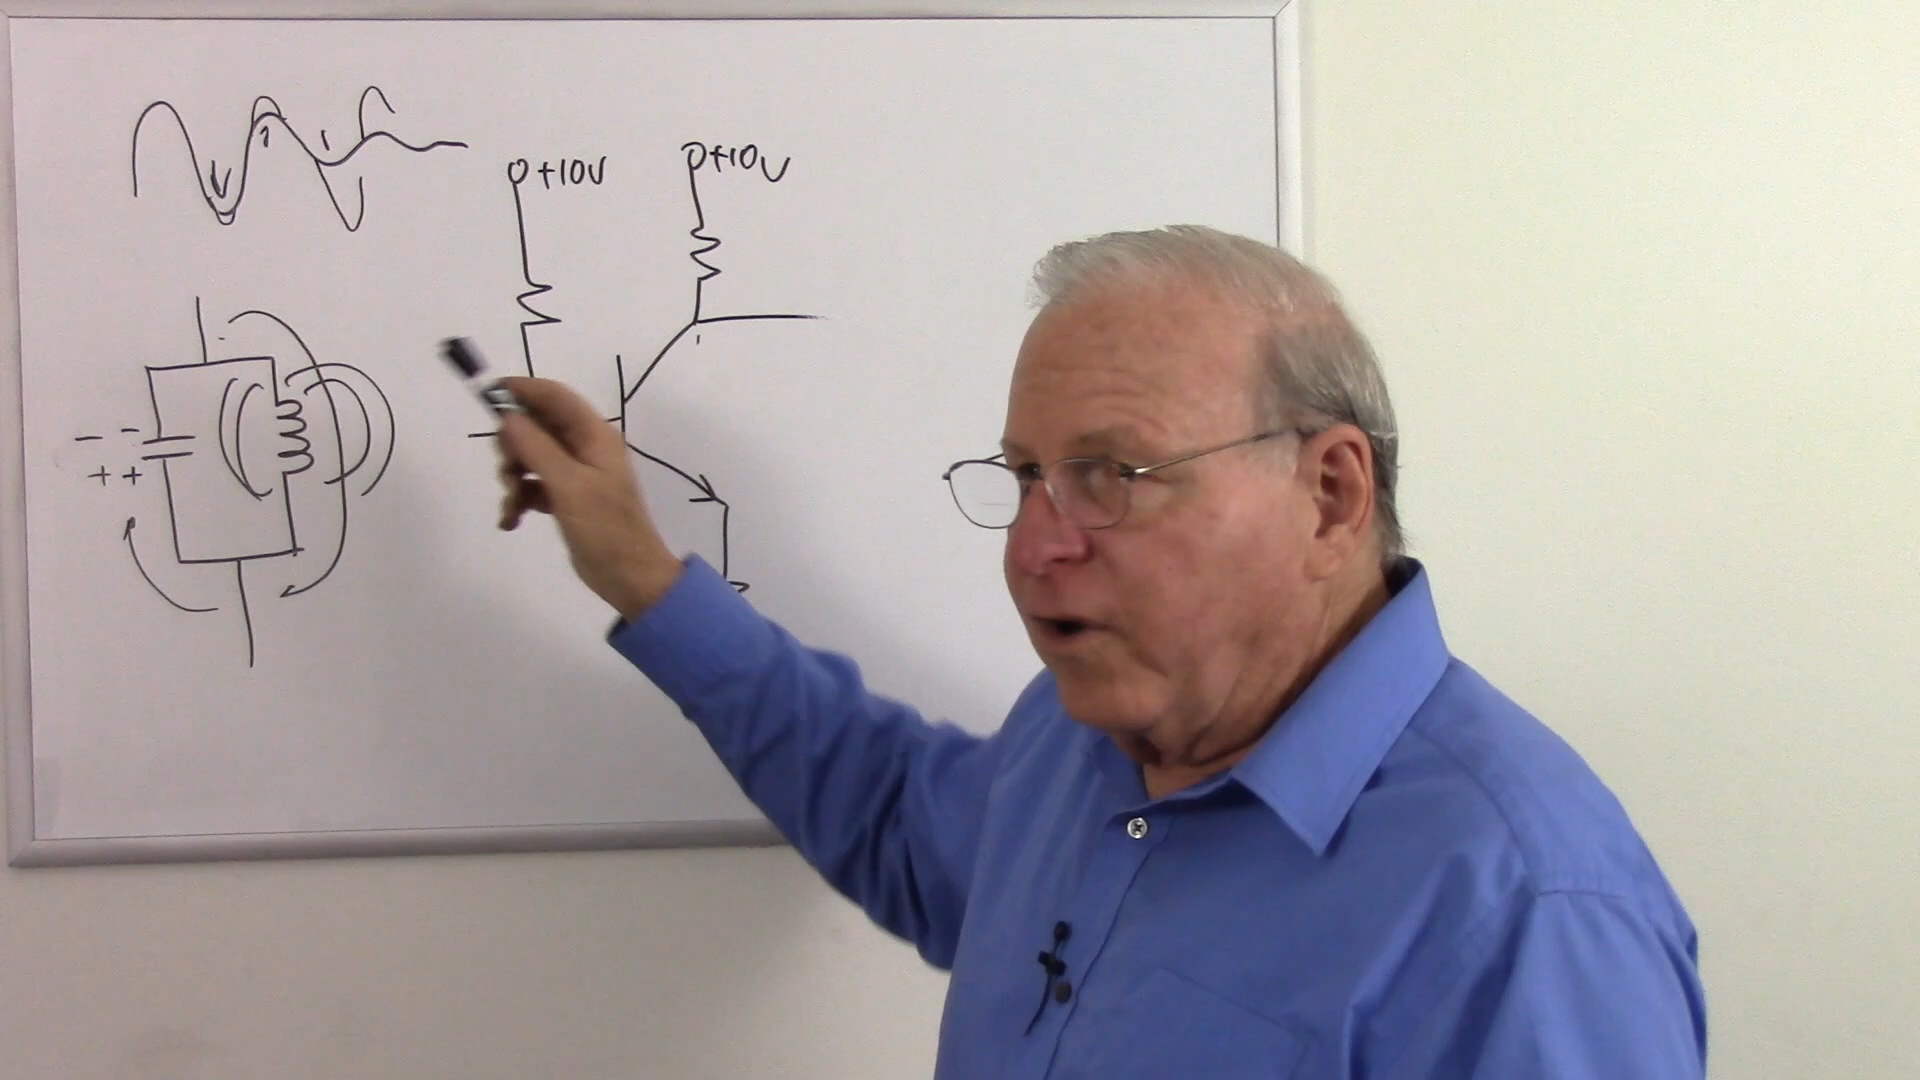 +10V
+10V
- -
+ +